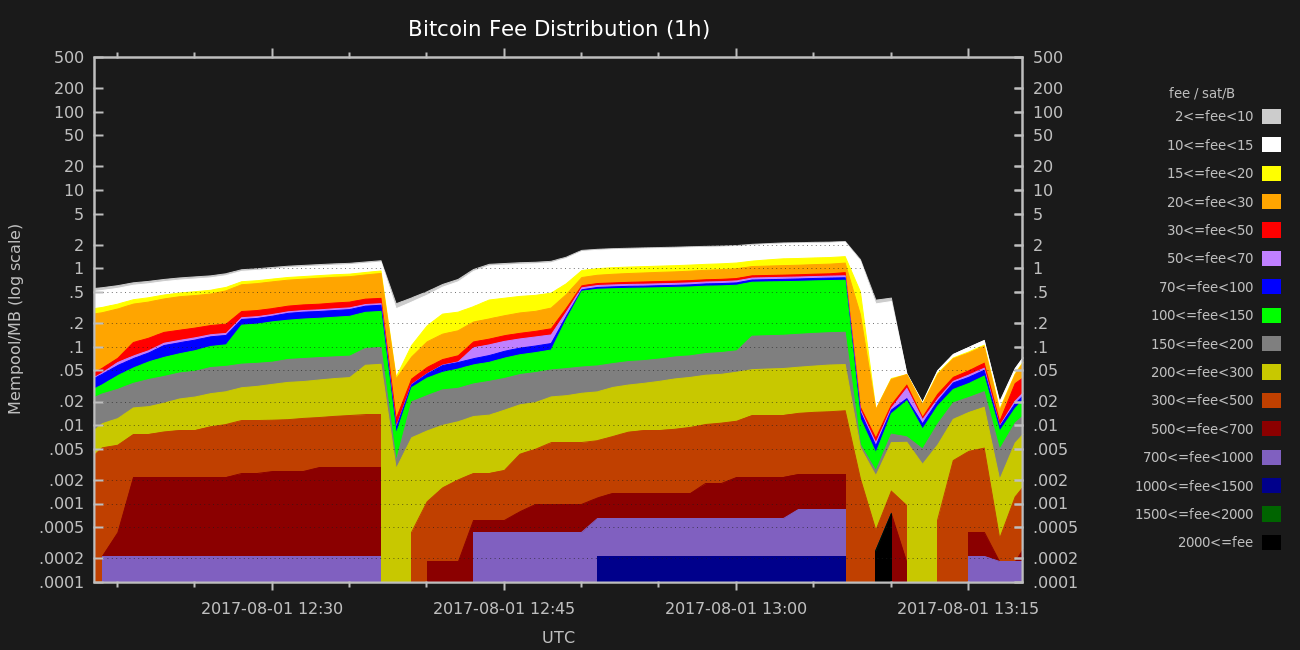 Bitcoin Fee Distribution (1h)
500 500
200 200
100 100
50 50
20 20
10 10
5 5
2 2
1 1
.5 .5
.2 .2
.1 .1
.05 .05
.02 .02
.01 .01
.005 .005
.002 .002
.001 .001
.0005 .0005
.0002 .0002
.0001 .0001
Mempool/MB (log scale)
2017-08-01 12:30 2017-08-01 12:45 2017-08-01 13:00 2017-08-01 13:15
UTC
fee / sat/B
2<=fee<10
10<=fee<15
15<=fee<20
20<=fee<30
30<=fee<50
50<=fee<70
70<=fee<100
100<=fee<150
150<=fee<200
200<=fee<300
300<=fee<500
500<=fee<700
700<=fee<1000
1000<=fee<1500
1500<=fee<2000
2000<=fee